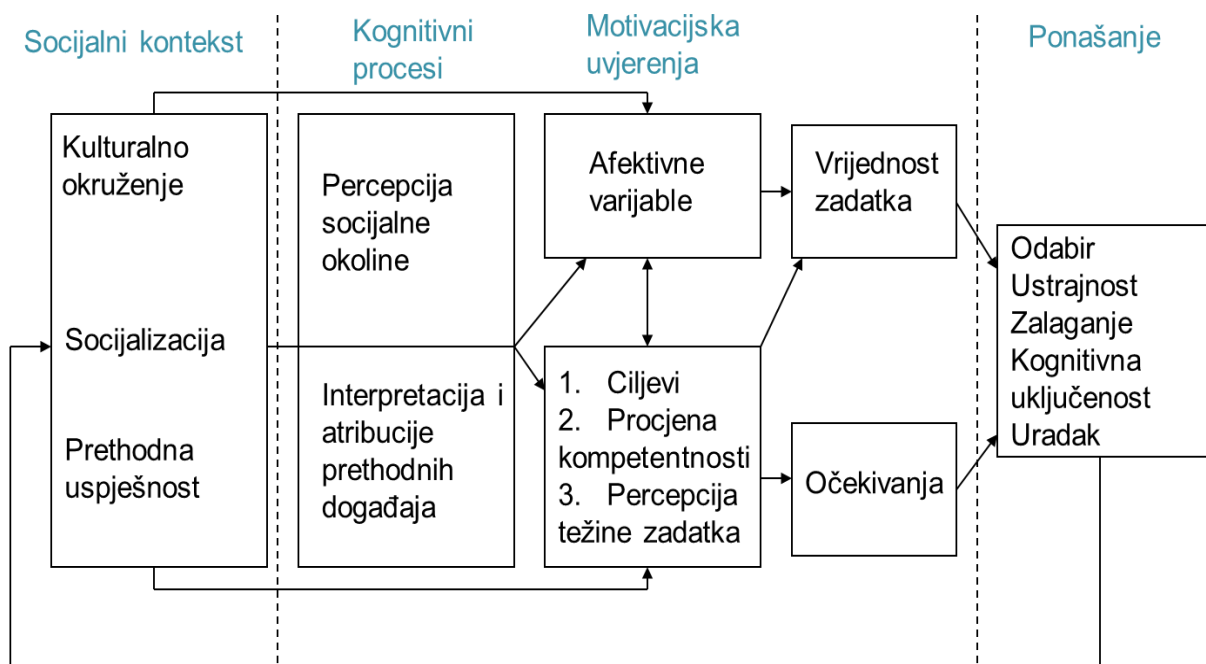 Socijalni kontekst
Kognitivni
procesi
Motivacijska
uvjerenja
Ponašanje
Kulturalno
okruženje
Socijalizacija
Prethodna
uspješnost
Percepcija
socijalne
okoline
Interpretacija i
atribucije
prethodnih
događaja
Afektivne
varijable
1. Ciljevi
2. Procjena
kompetentnosti
3. Percepcija
težine zadatka
Vrijednost
zadatka
Očekivanja
Odabir
Ustrajnost
Zalaganje
Kognitivna
uključenost
Uradak